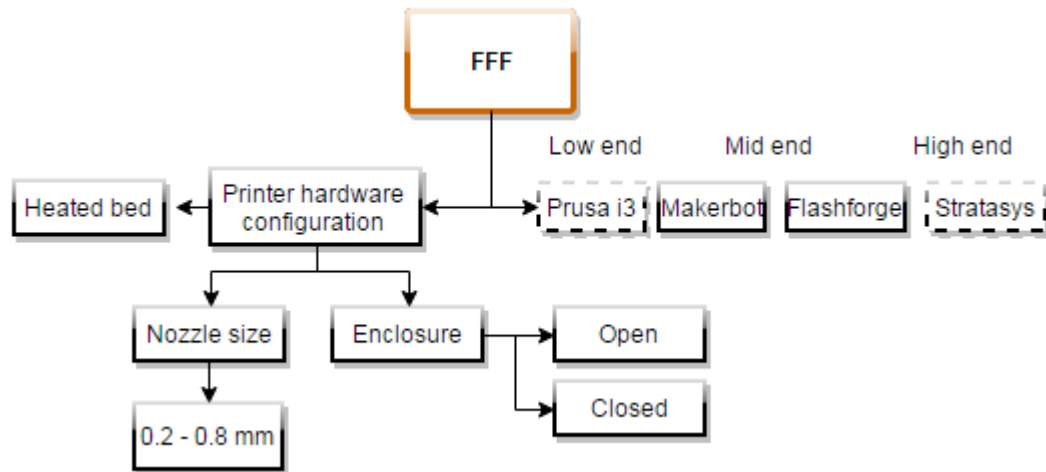 FFF
Low end
Mid end
High end
Heated bed
Printer hardware
configuration
Prusa i3
Makerbot
Flashforge
Stratasys
Nozzle size
Enclosure
Open
Closed
0.2 - 0.8 mm